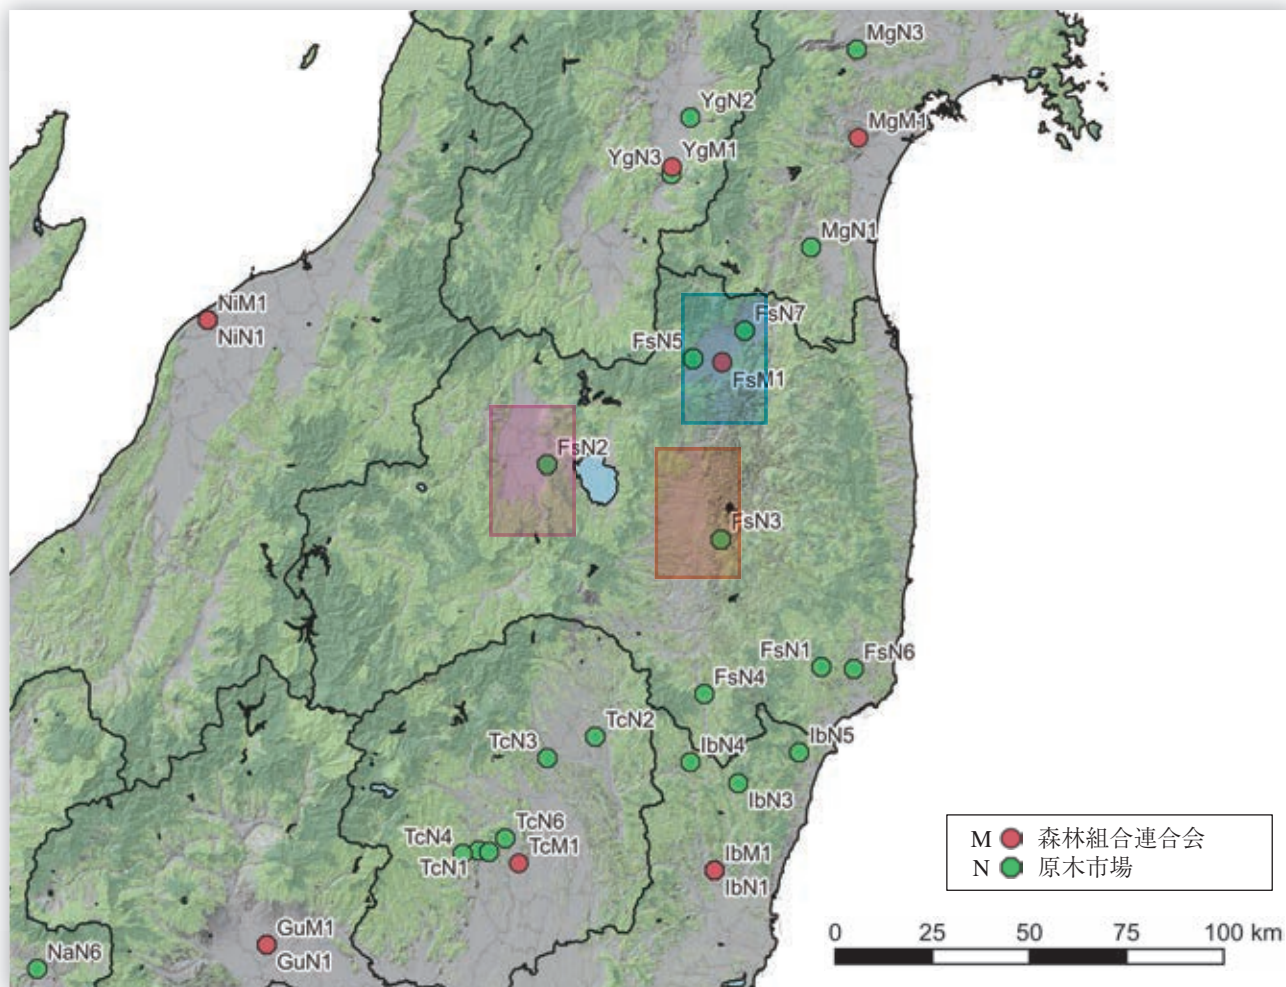 MgN3
YgN2
MgM1
YgN3
YgM1
MgN1
NiM1
NiN1
FsN7
FsN5
FsM1
FsN2
FsN3
FsN1
FsN6
FsN4
TcN2
TcN3
IbN4
IbN5
IbN3
TcN6
TcN4
TcM1
TcN1
IbM1
IbN1
M 森林組合連合会
N 原木市場
GuM1
GuN1
NaN6
0 25 50 75 100 km